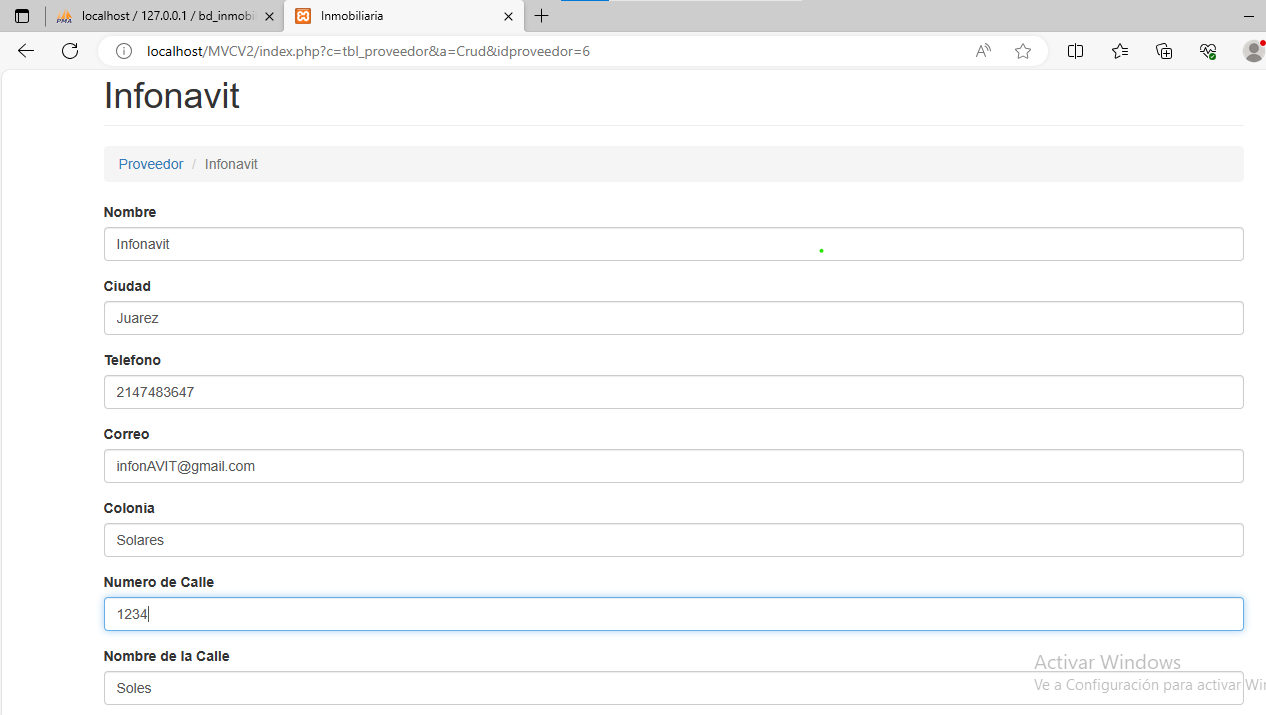 localhost / 127.0.0.1 / bd_inmobi
Inmobiliaria
localhost/MVCV2/index.php?c=tbl_proveedor&a=Crud&idproveedor=6
Infonavit
Proveedor / Infonavit
Nombre
Infonavit
Ciudad
Juarez
Telefono
2147483647
Correo
infonAVIT@gmail.com
Colonia
Solares
Numero de Calle
1234
Nombre de la Calle
Soles
Activar Windows
Ve a Configuración para activar Win